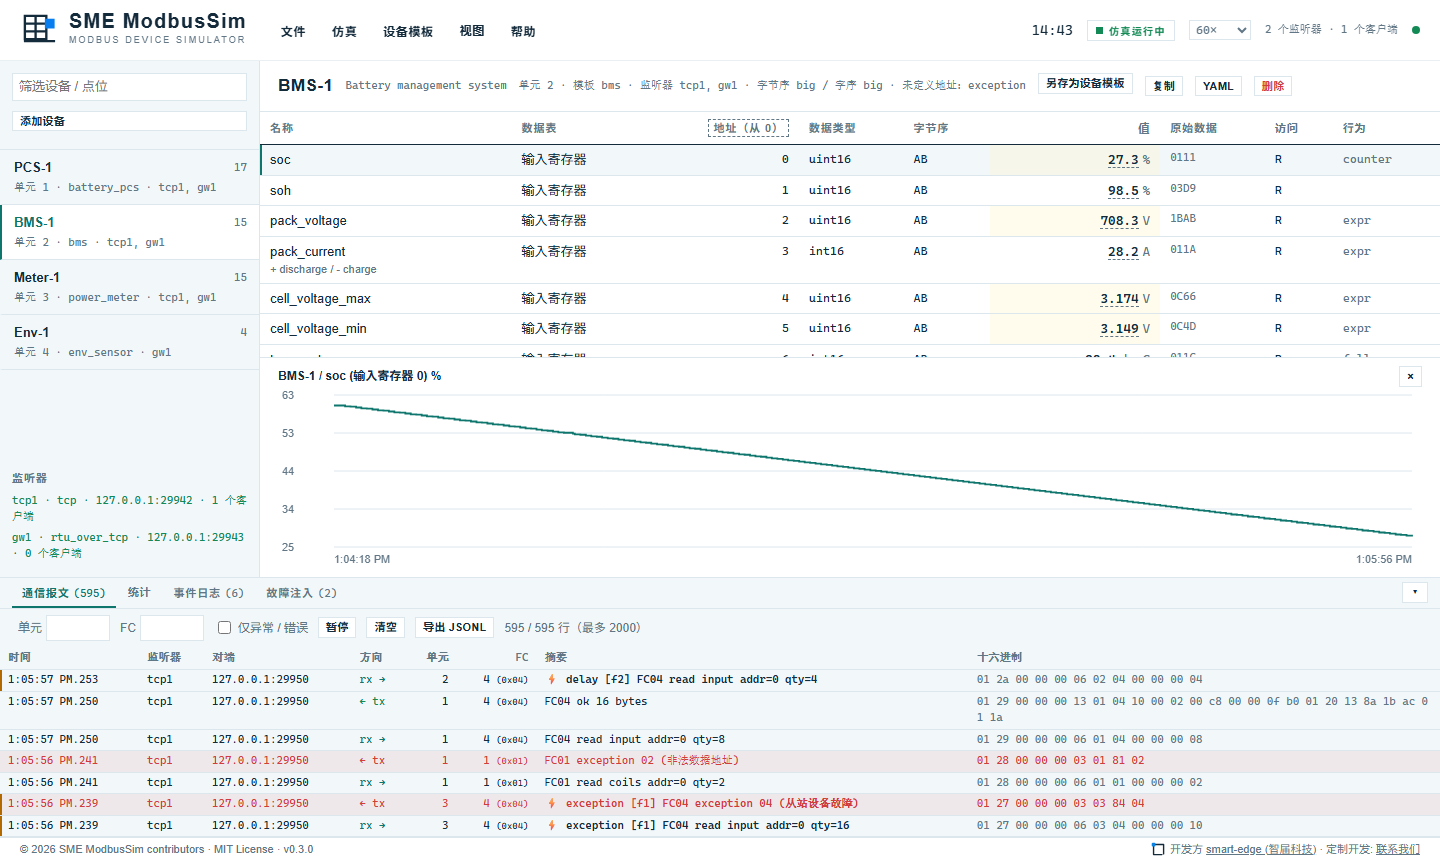 SME ModbusSim
MODBUS DEVICE SIMULATOR
文件 仿真 设备模板 视图 帮助
14:43 仿真运行中 60× 2 个监听器 · 1 个客户端
筛选设备 / 点位
添加设备
PCS-1 17
单元 1 · battery_pcs · tcp1, gw1
BMS-1 15
单元 2 · bms · tcp1, gw1
Meter-1 15
单元 3 · power_meter · tcp1, gw1
Env-1 4
单元 4 · env_sensor · gw1
监听器
tcp1 · tcp · 127.0.0.1:29942 · 1 个客
户端
gw1 · rtu_over_tcp · 127.0.0.1:29943
· 0 个客户端
BMS-1 Battery management system 单元 2 · 模板 bms · 监听器 tcp1, gw1 · 字节序 big / 字序 big · 未定义地址: exception 另存为设备模板 复制 YAML 删除
名称 数据表 地址（从 0） 数据类型 字节序 值 原始数据 访问 行为
soc 输入寄存器 0 uint16 AB 27.3 % 0111 R counter
soh 输入寄存器 1 uint16 AB 98.5 % 03D9 R
pack_voltage 输入寄存器 2 uint16 AB 708.3 V 1BAB R expr
pack_current 输入寄存器 3 int16 AB 28.2 A 011A R expr
+ discharge / - charge
cell_voltage_max 输入寄存器 4 uint16 AB 3.174 V 0C66 R expr
cell_voltage_min 输入寄存器 5 uint16 AB 3.149 V 0C4D R expr
BMS-1 / soc (输入寄存器 0) % ×
63
53
44
34
25
1:04:18 PM 1:05:56 PM
通信报文 (595) 统计 事件日志 (6) 故障注入 (2) ▾
单元 FC 仅异常 / 错误 暂停 清空 导出 JSONL 595 / 595 行（最多 2000）
时间 监听器 对端 方向 单元 FC 摘要 十六进制
1:05:57 PM.253 tcp1 127.0.0.1:29950 rx → 2 4 (0x04) ⚡ delay [f2] FC04 read input addr=0 qty=4 01 2a 00 00 00 06 02 04 00 00 00 04
1:05:57 PM.250 tcp1 127.0.0.1:29950 ← tx 1 4 (0x04) FC04 ok 16 bytes 01 29 00 00 00 13 01 04 10 00 02 00 c8 00 00 0f b0 01 20 13 8a 1b ac 0
1 1a
1:05:57 PM.250 tcp1 127.0.0.1:29950 rx → 1 4 (0x04) FC04 read input addr=0 qty=8 01 29 00 00 00 06 01 04 00 00 00 08
1:05:56 PM.241 tcp1 127.0.0.1:29950 ← tx 1 1 (0x01) FC01 exception 02 (非法数据地址) 01 28 00 00 00 03 01 81 02
1:05:56 PM.241 tcp1 127.0.0.1:29950 rx → 1 1 (0x01) FC01 read coils addr=0 qty=2 01 28 00 00 00 06 01 01 00 00 00 02
1:05:56 PM.239 tcp1 127.0.0.1:29950 ← tx 3 4 (0x04) ⚡ exception [f1] FC04 exception 04 (从站设备故障) 01 27 00 00 00 03 03 84 04
1:05:56 PM.239 tcp1 127.0.0.1:29950 rx → 3 4 (0x04) ⚡ exception [f1] FC04 read input addr=0 qty=16 01 27 00 00 00 06 03 04 00 00 00 10
© 2026 SME ModbusSim contributors · MIT License · v0.3.0 开发方 smart-edge (智届科技) · 定制开发: 联系我们